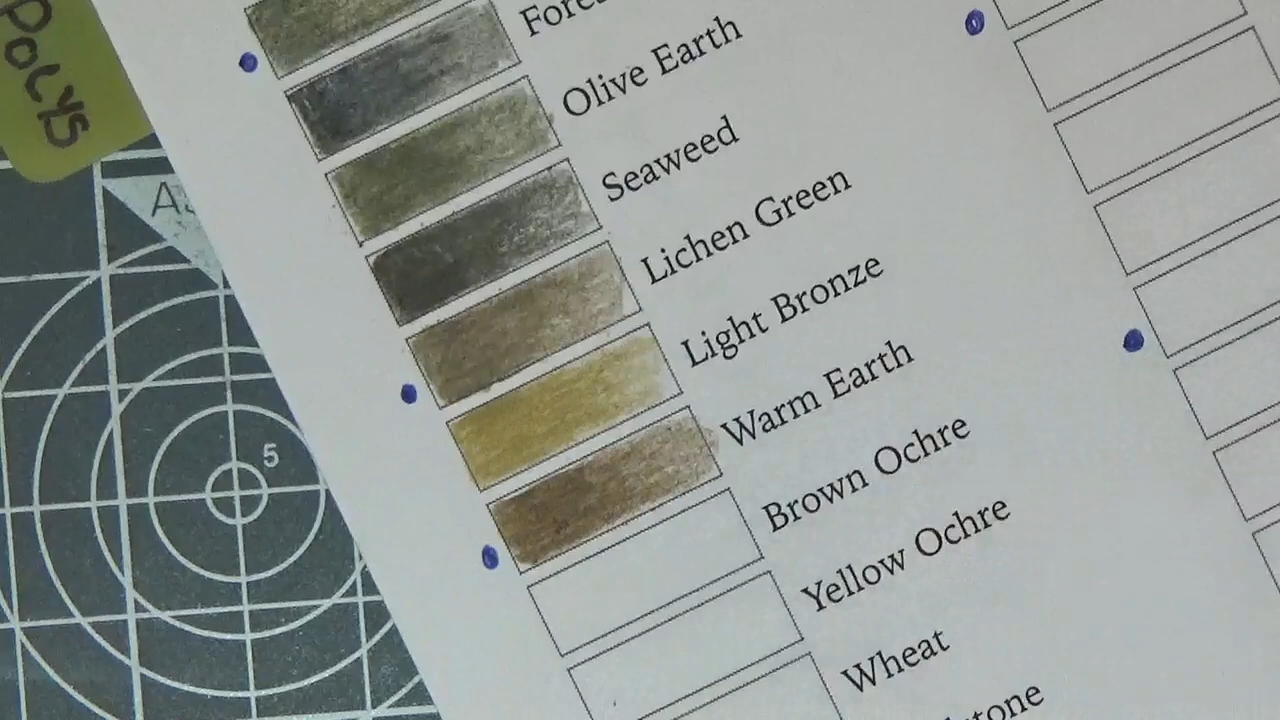 Polys
Olive Earth
Seaweed
Lichen Green
Light Bronze
Warm Earth
Brown Ochre
Yellow Ochre
Wheat
5